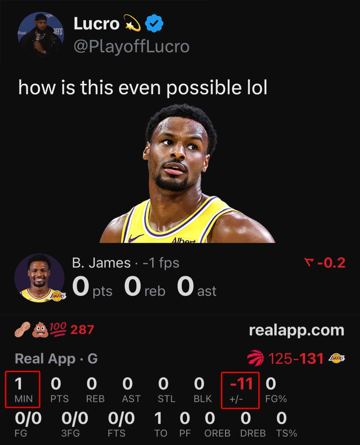 Lucro 💫
@PlayoffLucro
how is this even possible lol
B. James · -1 fps
-0.2
0 pts 0 reb 0 ast
🥜💩💯 287
realapp.com
Real App · G
125-131
1 0 0 0 0 0 -11 0
MIN PTS REB AST STL BLK +/- FG%
0/0 0/0 0/0 1 0 0 0 0
FG 3FG FTS TO PF OREB DREB TS%